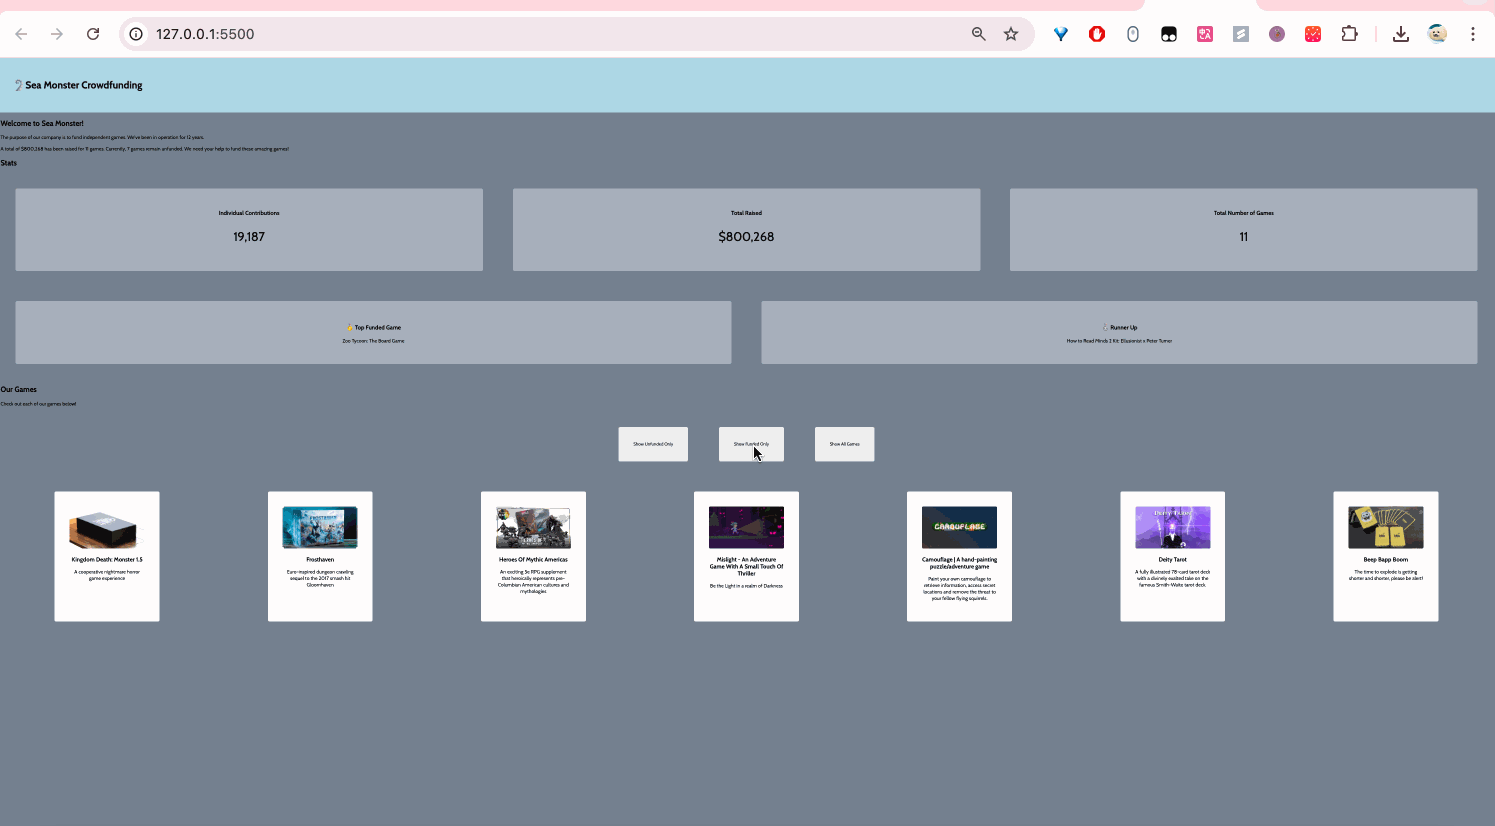 127.0.0.1:5500
Sea Monster Crowdfunding
Welcome to Sea Monster!
The purpose of our company is to fund independent games. We've been in operation for 12 years.
A total of $800,268 has been raised for 11 games. Currently, 7 games remain unfunded. We need your help to fund these amazing games!
Stats
Individual Contributions
19,187
Total Raised
$800,268
Total Number of Games
11
🥇 Top Funded Game
Zoo Tycoon: The Board Game
🥈 Runner Up
How to Read Minds 2 Kit: Ellusionist x Peter Turner
Our Games
Check out each of our games below!
Show Unfunded Only
Show Funded Only
Show All Games
Kingdom Death: Monster 1.5
A cooperative nightmare horror
game experience
FROSTHAVEN
Frosthaven
Euro-inspired dungeon crawling
sequel to the 2017 smash hit
Gloomhaven
Heroes Of Mythic Americas
An exciting 5e RPG supplement
that heroically represents pre-
Columbian American cultures and
mythologies
Mislight - An Adventure
Game With A Small Touch Of
Thriller
Be the Light in a realm of Darkness
CAMOUFLAGE
Camouflage | A hand-painting
puzzle/adventure game
Paint your own camouflage to
retrieve information, access secret
locations and remove the threat to
your fellow flying squirrels.
Deity Tarot
Deity Tarot
A fully illustrated 78-card tarot deck
with a divinely exalted take on the
famous Smith-Waite tarot deck
Beep Bapp Boom
The time to explode is getting
shorter and shorter, please be alert!